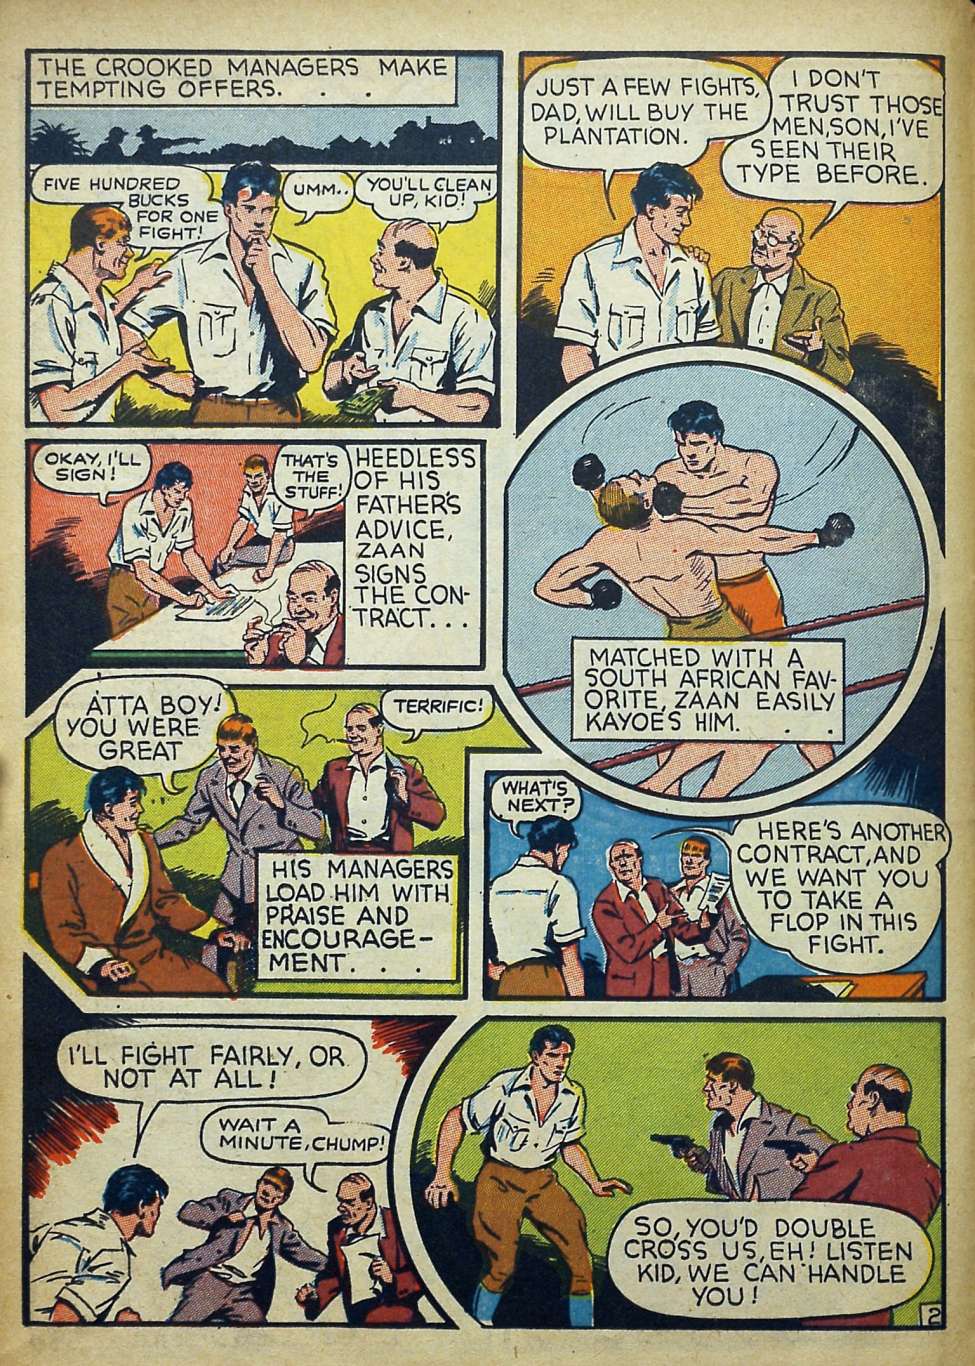 THE CROOKED MANAGERS MAKE
TEMPTING OFFERS. . . .
FIVE HUNDRED
BUCKS
FOR ONE
FIGHT!
UMM..
YOU'LL CLEAN
UP, KID!
JUST A FEW FIGHTS,
DAD, WILL BUY THE
PLANTATION.
I DON'T
TRUST THOSE
MEN, SON, I'VE
SEEN THEIR
TYPE BEFORE.
OKAY, I'LL
SIGN!
THAT'S
THE
STUFF!
HEEDLESS
OF HIS
FATHER'S
ADVICE,
ZAAN
SIGNS
THE CON-
TRACT...
MATCHED WITH A
SOUTH AFRICAN FAV-
ORITE, ZAAN EASILY
KAYOE'S HIM. . . .
ATTA BOY!
YOU WERE
GREAT
TERRIFIC!
HIS MANAGERS
LOAD HIM WITH
PRAISE AND
ENCOURAGE-
MENT. . . .
WHAT'S
NEXT?
HERE'S ANOTHER
CONTRACT, AND
WE WANT YOU
TO TAKE A
FLOP IN THIS
FIGHT.
I'LL FIGHT FAIRLY, OR
NOT AT ALL!
WAIT A
MINUTE, CHUMP!
SO, YOU'D DOUBLE
CROSS US, EH! LISTEN
KID, WE CAN HANDLE
YOU!
2